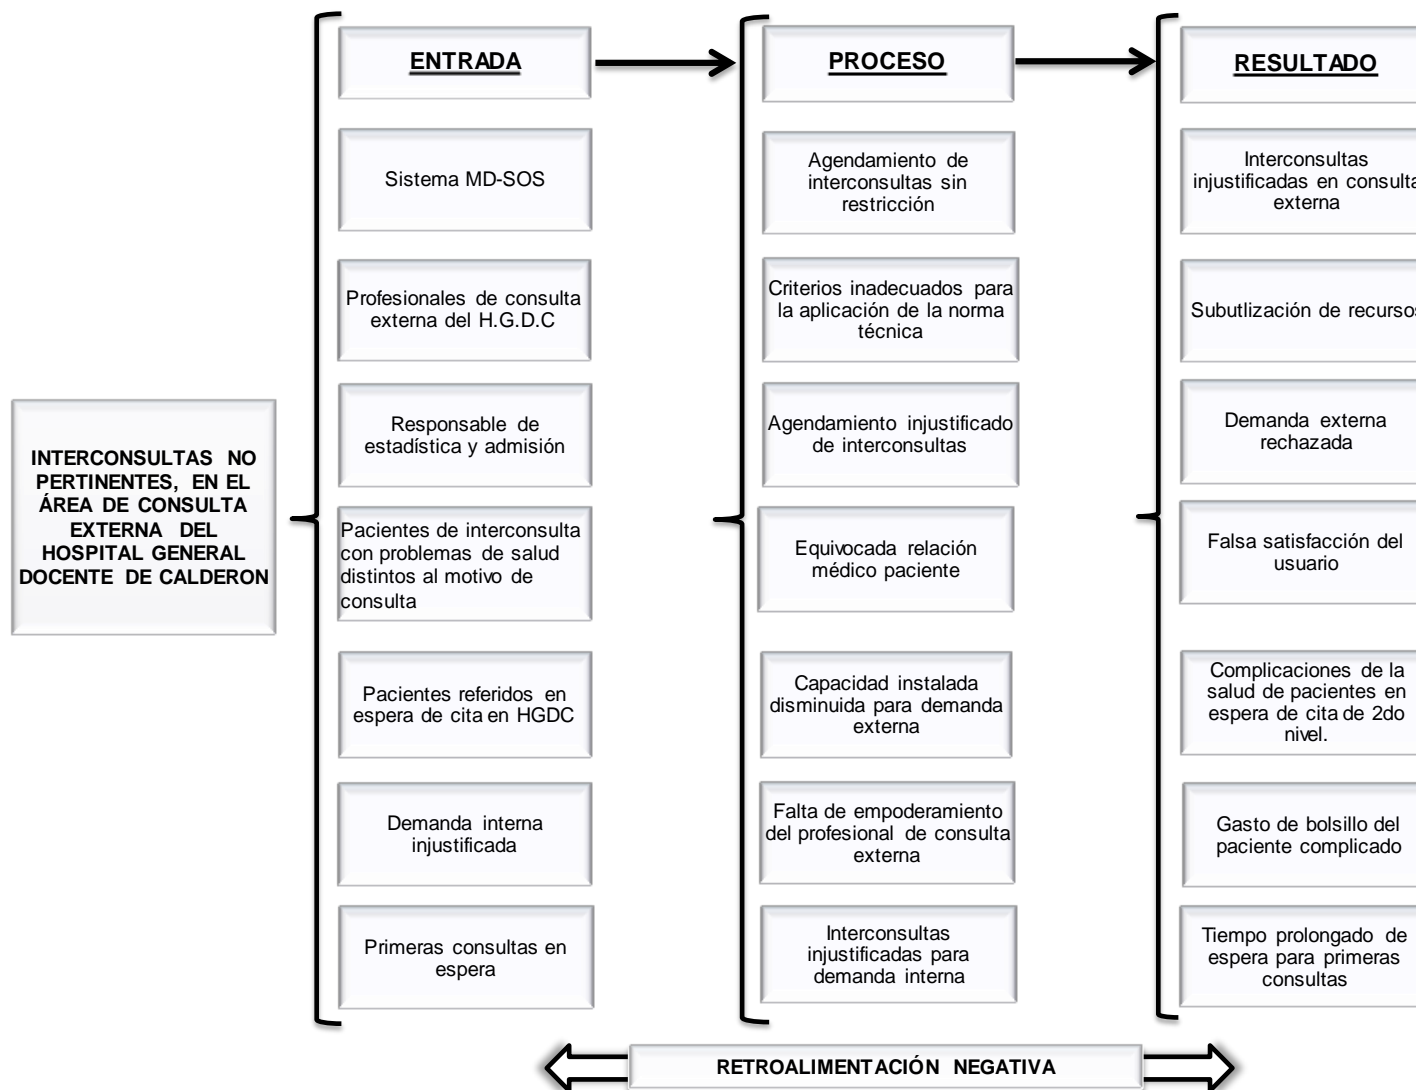 INTERCONSULTAS NO
PERTINENTES, EN EL
ÁREA DE CONSULTA
EXTERNA DEL
HOSPITAL GENERAL
DOCENTE DE CALDERON
ENTRADA
Sistema MD-SOS
Profesionales de consulta
externa del H.G.D.C
Responsable de
estadística y admisión
Pacientes de interconsulta
con problemas de salud
distintos al motivo de
consulta
Pacientes referidos en
espera de cita en HGDC
Demanda interna
injustificada
Primeras consultas en
espera
PROCESO
Agendamiento de
interconsultas sin
restricción
Criterios inadecuados para
la aplicación de la norma
técnica
Agendamiento injustificado
de interconsultas
Equivocada relación
médico paciente
Capacidad instalada
disminuida para demanda
externa
Falta de empoderamiento
del profesional de consulta
externa
Interconsultas
injustificadas para
demanda interna
RESULTADO
Interconsultas
injustificadas en consulta
externa
Subutlización de recursos
Demanda externa
rechazada
Falsa satisfacción del
usuario
Complicaciones de la
salud de pacientes en
espera de cita de 2do
nivel.
Gasto de bolsillo del
paciente complicado
Tiempo prolongado de
espera para primeras
consultas
RETROALIMENTACIÓN NEGATIVA